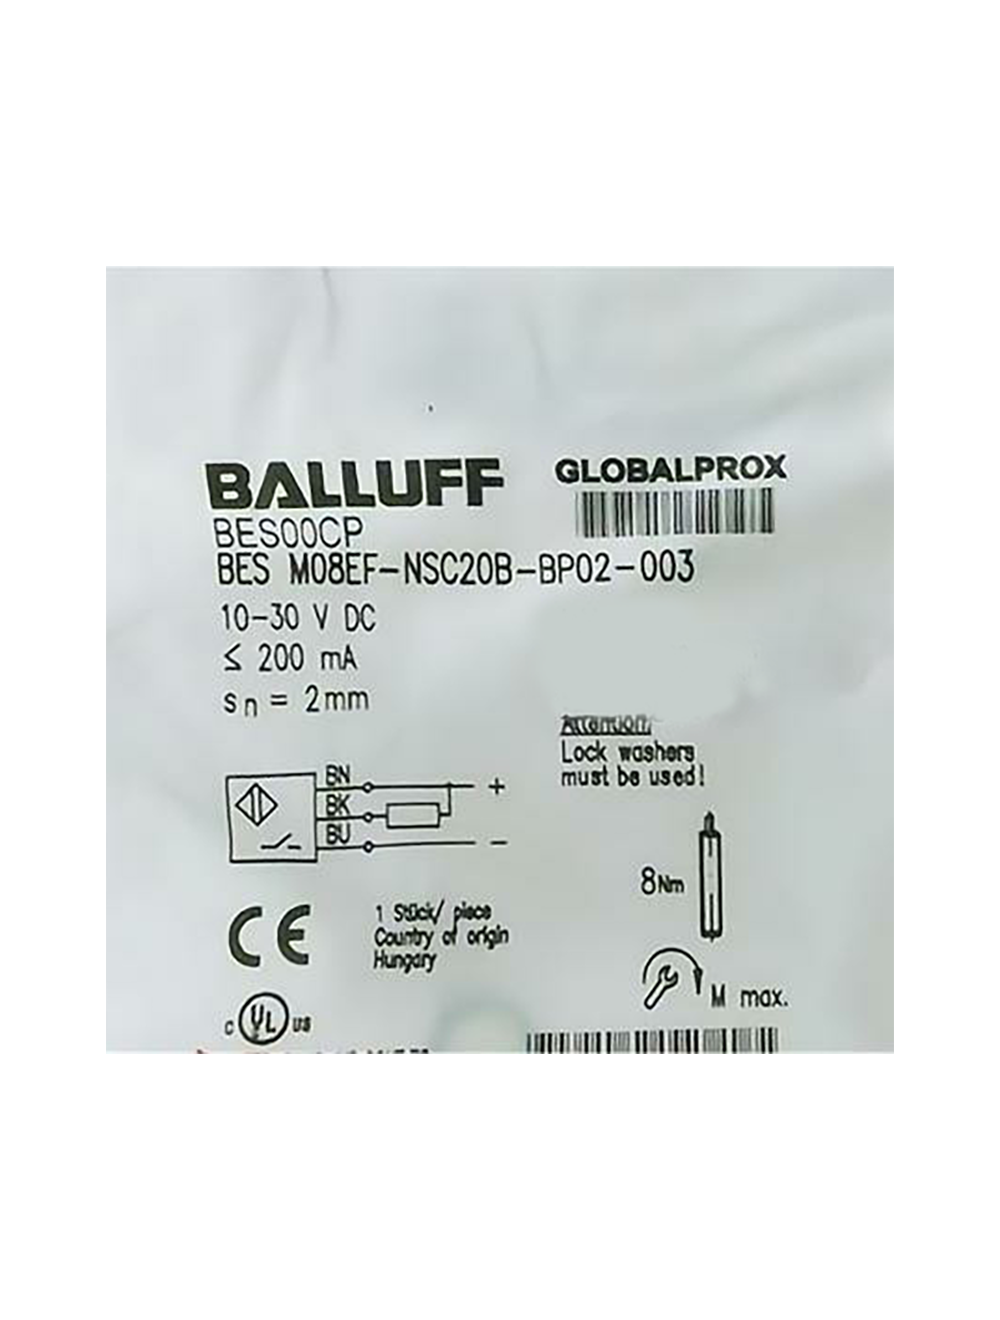 BALLUFF
GLOBALPROX
BES00CP
BES M08EF-NSC20B-BP02-003
10-30 V DC
≤ 200 mA
sn = 2mm
Attention:
Lock washers
must be used!
BN
+
BK
BU
-
8Nm
CE
1 Stück/ piece
Country of origin
Hungary
M max.
c UL us